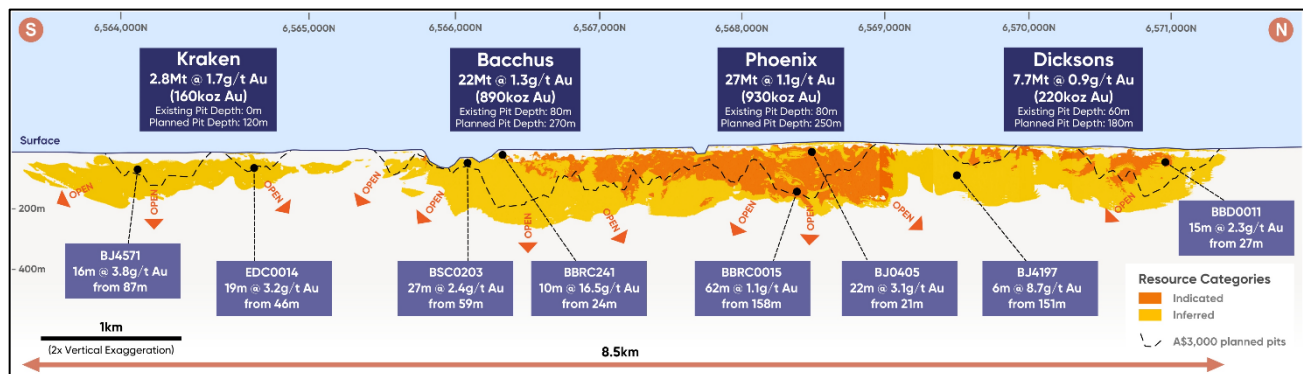 S
6,564,000N
6,565,000N
6,566,000N
6,567,000N
6,568,000N
6,569,000N
6,570,000N
6,571,000N
N
Kraken
2.8Mt @ 1.7g/t Au
(160koz Au)
Existing Pit Depth: 0m
Planned Pit Depth: 120m
Bacchus
22Mt @ 1.3g/t Au
(890koz Au)
Existing Pit Depth: 80m
Planned Pit Depth: 270m
Phoenix
27Mt @ 1.1g/t Au
(930koz Au)
Existing Pit Depth: 80m
Planned Pit Depth: 250m
Dicksons
7.7Mt @ 0.9g/t Au
(220koz Au)
Existing Pit Depth: 60m
Planned Pit Depth: 180m
Surface
200m
400m
OPEN
OPEN
OPEN
OPEN
OPEN
OPEN
OPEN
OPEN
OPEN
OPEN
OPEN
BJ4571
16m @ 3.8g/t Au
from 87m
EDC0014
19m @ 3.2g/t Au
from 46m
BSC0203
27m @ 2.4g/t Au
from 59m
BBRC241
10m @ 16.5g/t Au
from 24m
BBRC0015
62m @ 1.1g/t Au
from 158m
BJ0405
22m @ 3.1g/t Au
from 21m
BJ4197
6m @ 8.7g/t Au
from 151m
BBD0011
15m @ 2.3g/t Au
from 27m
Resource Categories
Indicated
Inferred
A$3,000 planned pits
1km
(2x Vertical Exaggeration)
8.5km